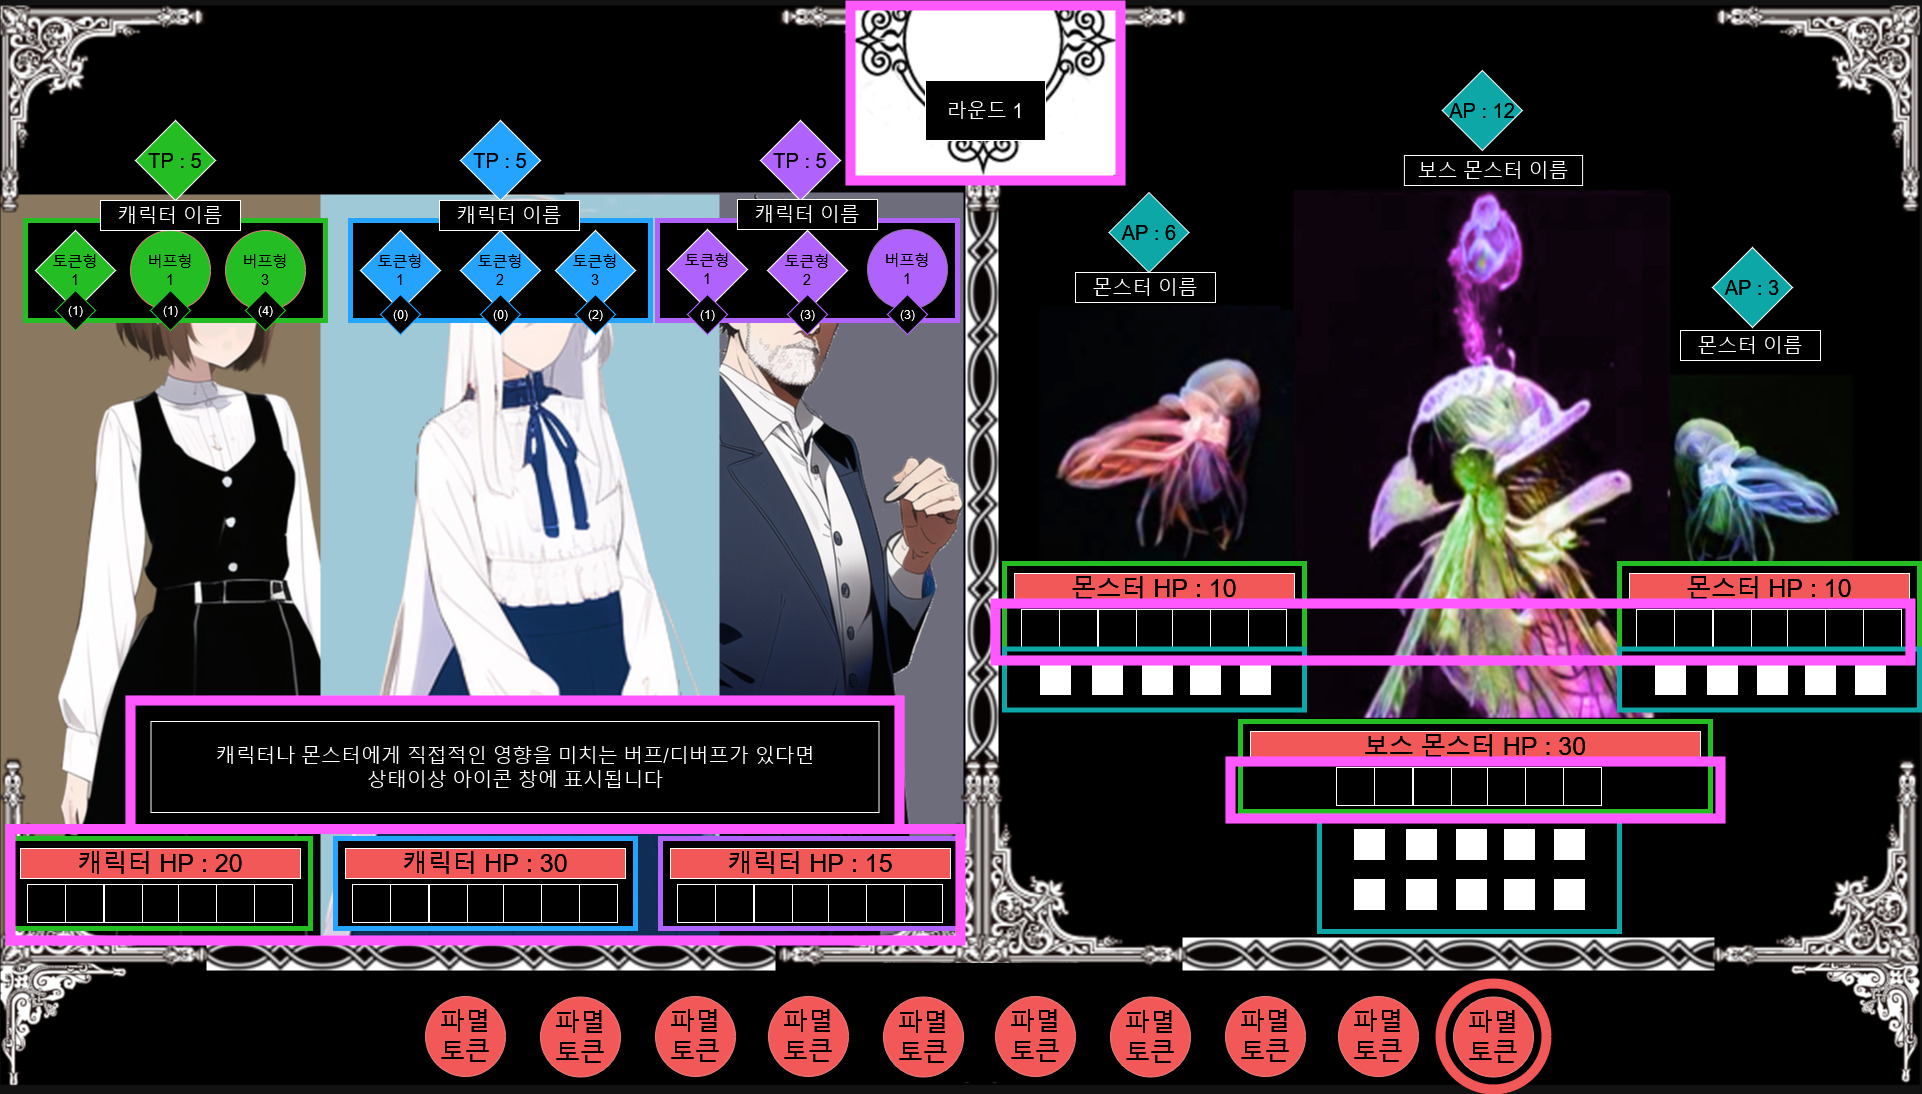 라운드 1
TP : 5
TP : 5
TP : 5
캐릭터 이름
캐릭터 이름
캐릭터 이름
토큰형
1
(1)
버프형
1
(1)
버프형
3
(4)
토큰형
1
(0)
토큰형
2
(0)
토큰형
3
(2)
토큰형
1
(1)
토큰형
2
(3)
버프형
1
(3)
AP : 12
보스 몬스터 이름
AP : 6
몬스터 이름
AP : 3
몬스터 이름
몬스터 HP : 10
몬스터 HP : 10
보스 몬스터 HP : 30
캐릭터나 몬스터에게 직접적인 영향을 미치는 버프/디버프가 있다면
상태이상 아이콘 창에 표시됩니다
캐릭터 HP : 20
캐릭터 HP : 30
캐릭터 HP : 15
파멸
토큰
파멸
토큰
파멸
토큰
파멸
토큰
파멸
토큰
파멸
토큰
파멸
토큰
파멸
토큰
파멸
토큰
파멸
토큰